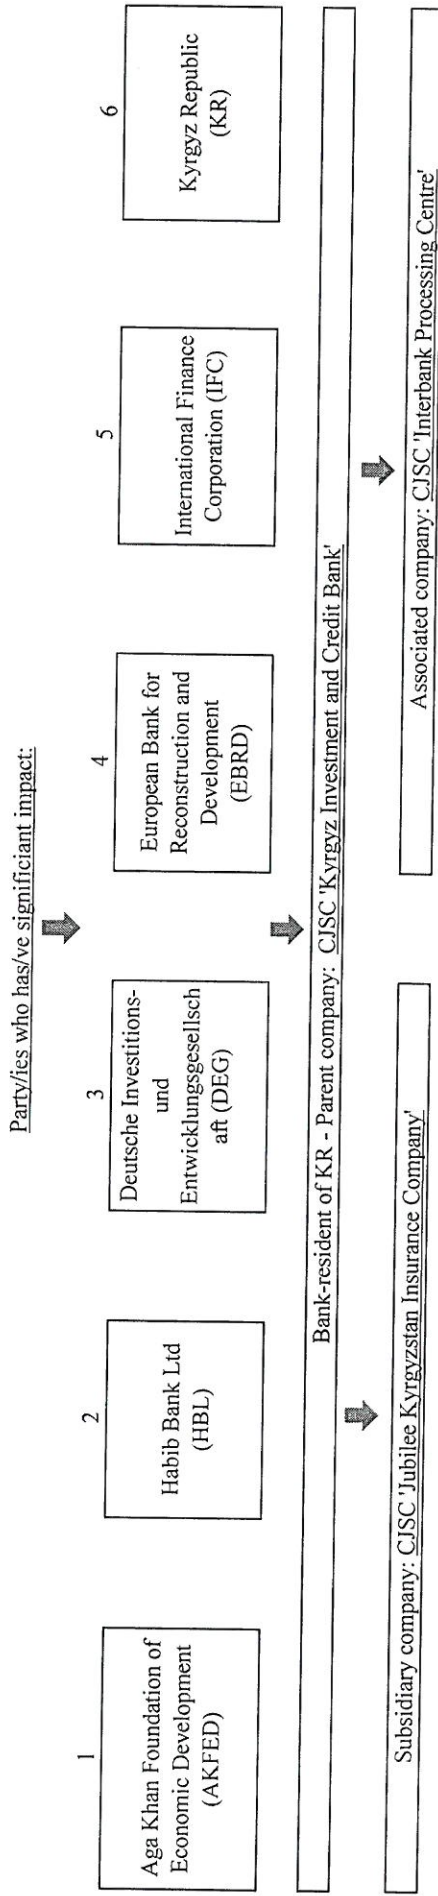 Party/ies who has/ve significiant impact:
1
Aga Khan Foundation of
Economic Development
(AKFED)
2
Habib Bank Ltd
(HBL)
3
Deutsche Investitions-
und
Entwicklungsgesellsch
aft (DEG)
4
European Bank for
Reconstruction and
Development
(EBRD)
5
International Finance
Corporation (IFC)
6
Kyrgyz Republic
(KR)
Bank-resident of KR - Parent company: CJSC 'Kyrgyz Investment and Credit Bank'
Subsidiary company: CJSC 'Jubilee Kyrgyzstan Insurance Company'
Associated company: CJSC 'Interbank Processing Centre'